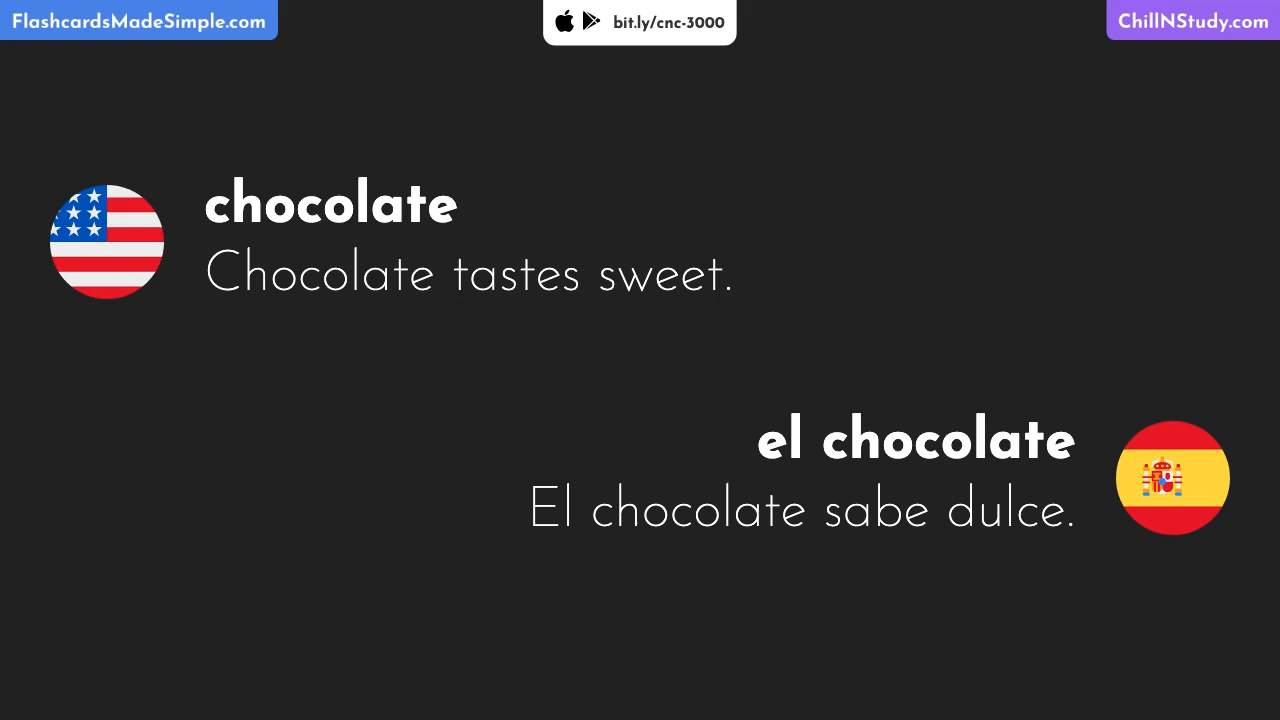 FlashcardsMadeSimple.com
bit.ly/cnc-3000
ChillNStudy.com
chocolate
Chocolate tastes sweet.
el chocolate
El chocolate sabe dulce.